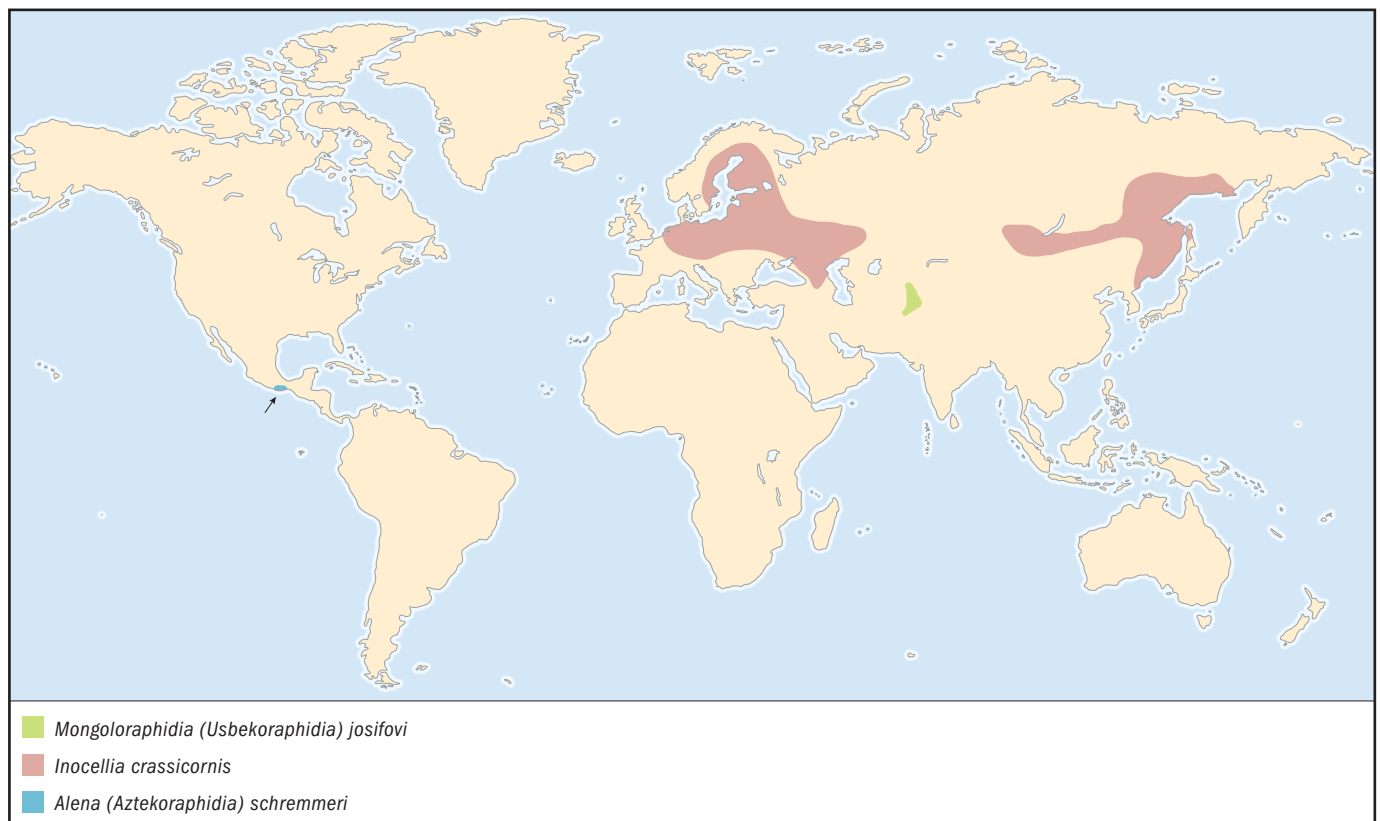 Mongoloraphidia (Usbekoraphidia) josifovi
Inocellia crassicornis
Alena (Aztekoraphidia) schremmeri